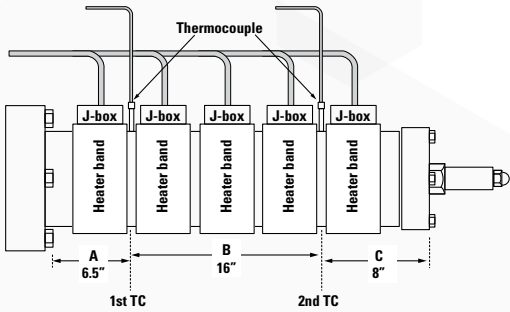 Thermocouple
J-box
J-box
J-box
J-box
J-box
Heater band
Heater band
Heater band
Heater band
Heater band
A
6.5″
B
16″
C
8″
1st TC
2nd TC